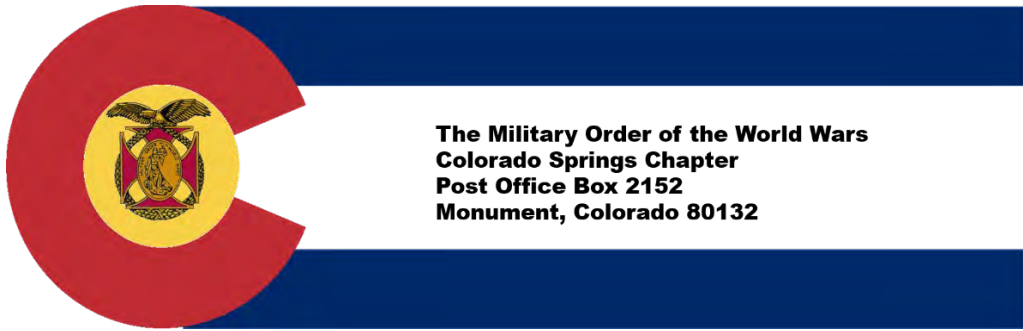 The Military Order of the World Wars
Colorado Springs Chapter
Post Office Box 2152
Monument, Colorado 80132